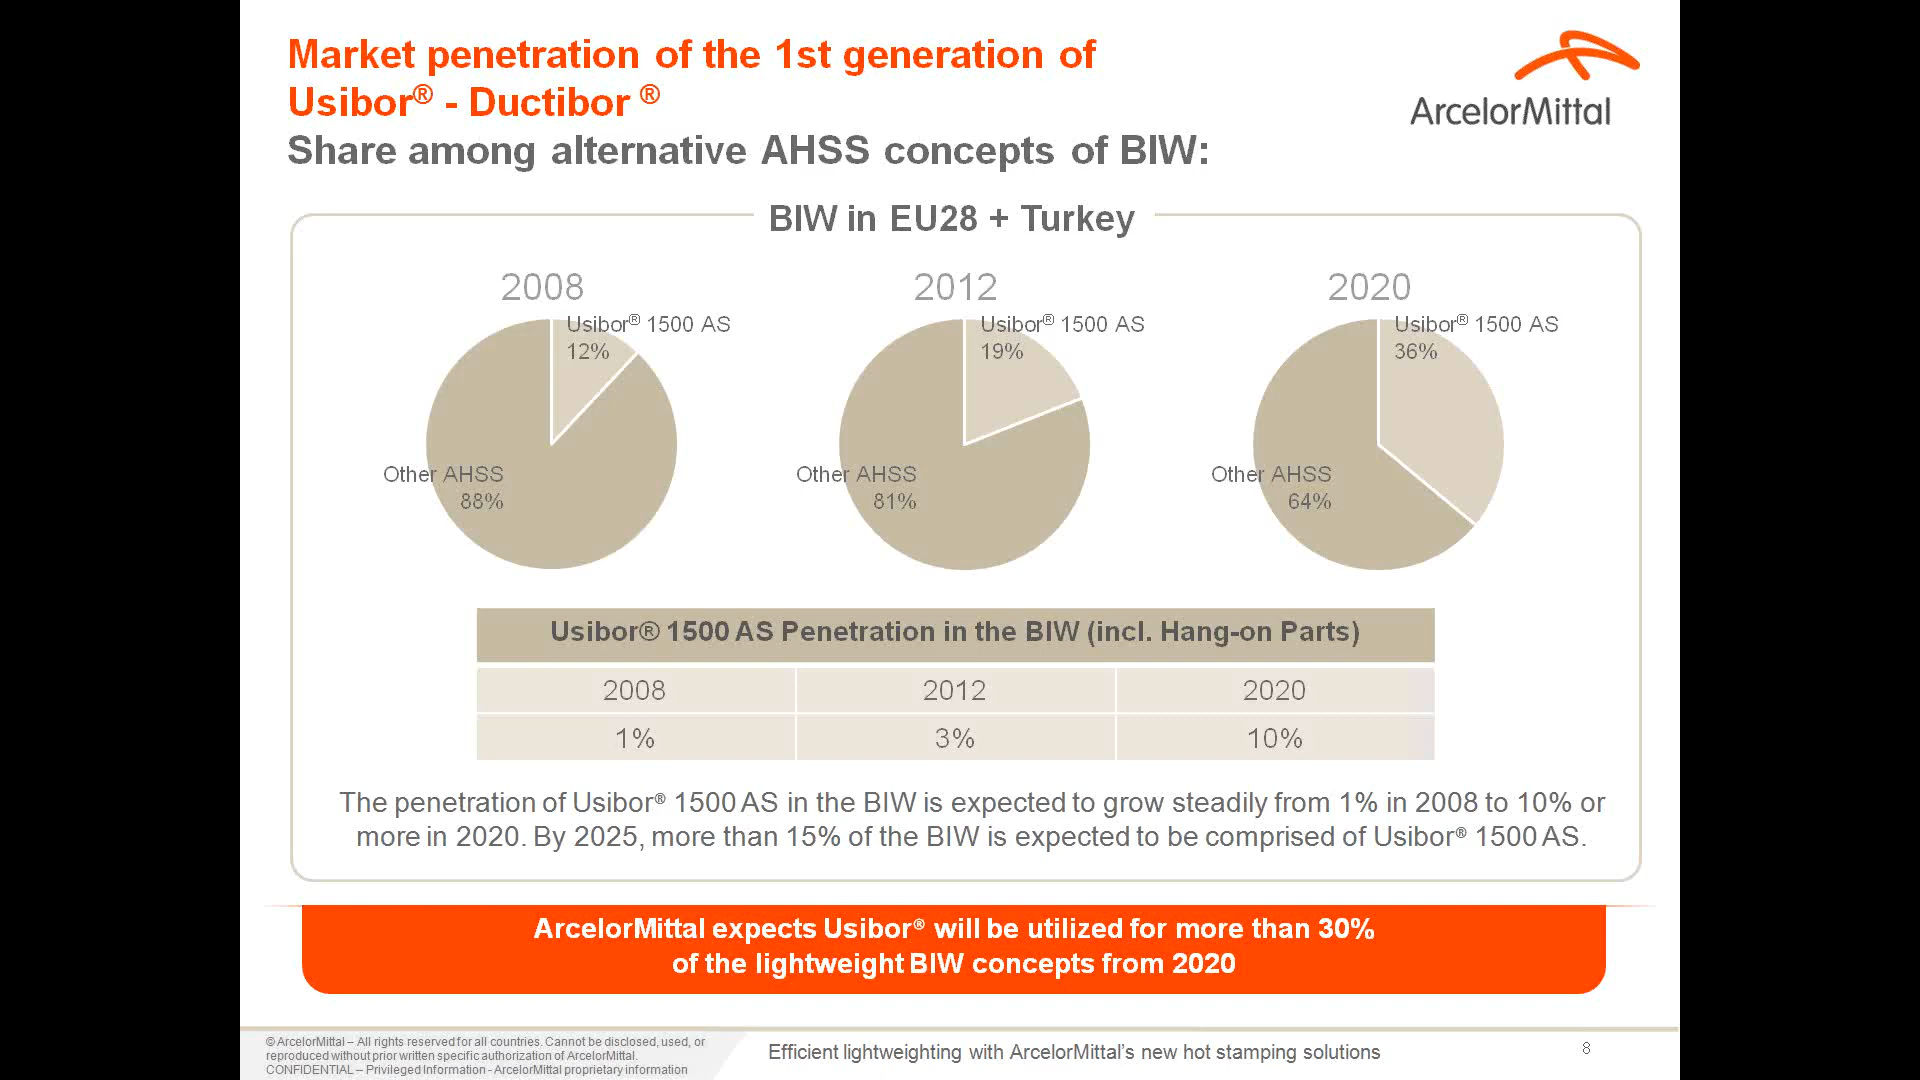 Market penetration of the 1st generation of
Usibor® - Ductibor ®
Share among alternative AHSS concepts of BIW:
ArcelorMittal
BIW in EU28 + Turkey
2008
Usibor® 1500 AS
12%
Other AHSS
88%
2012
Usibor® 1500 AS
19%
Other AHSS
81%
2020
Usibor® 1500 AS
36%
Other AHSS
64%
Usibor® 1500 AS Penetration in the BIW (incl. Hang-on Parts)
2008 2012 2020
1% 3% 10%
The penetration of Usibor® 1500 AS in the BIW is expected to grow steadily from 1% in 2008 to 10% or
more in 2020. By 2025, more than 15% of the BIW is expected to be comprised of Usibor® 1500 AS.
ArcelorMittal expects Usibor® will be utilized for more than 30%
of the lightweight BIW concepts from 2020
© ArcelorMittal – All rights reserved for all countries. Cannot be disclosed, used, or
reproduced without prior written specific authorization of ArcelorMittal.
CONFIDENTIAL – Privileged Information - ArcelorMittal proprietary information
Efficient lightweighting with ArcelorMittal's new hot stamping solutions
8